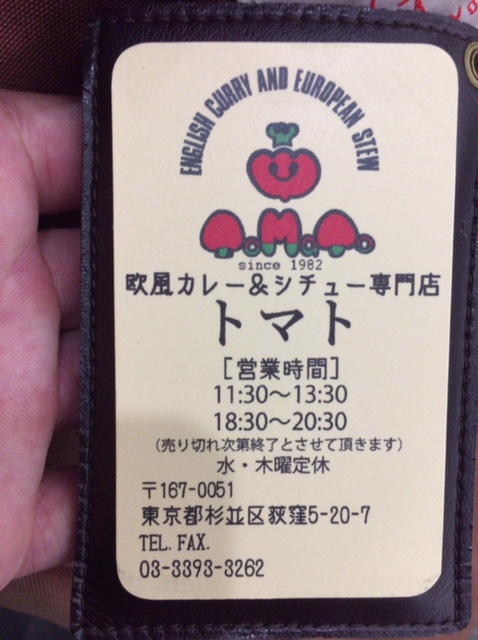 ENGLISH CURRY AND EUROPEAN STEW
ToMaTo
since 1982
欧風カレー&シチュー専門店
トマト
［営業時間］
11:30〜13:30
18:30〜20:30
（売り切れ次第終了とさせて頂きます）
水・木曜定休
〒167-0051
東京都杉並区荻窪5-20-7
TEL.FAX.
03-3393-3262